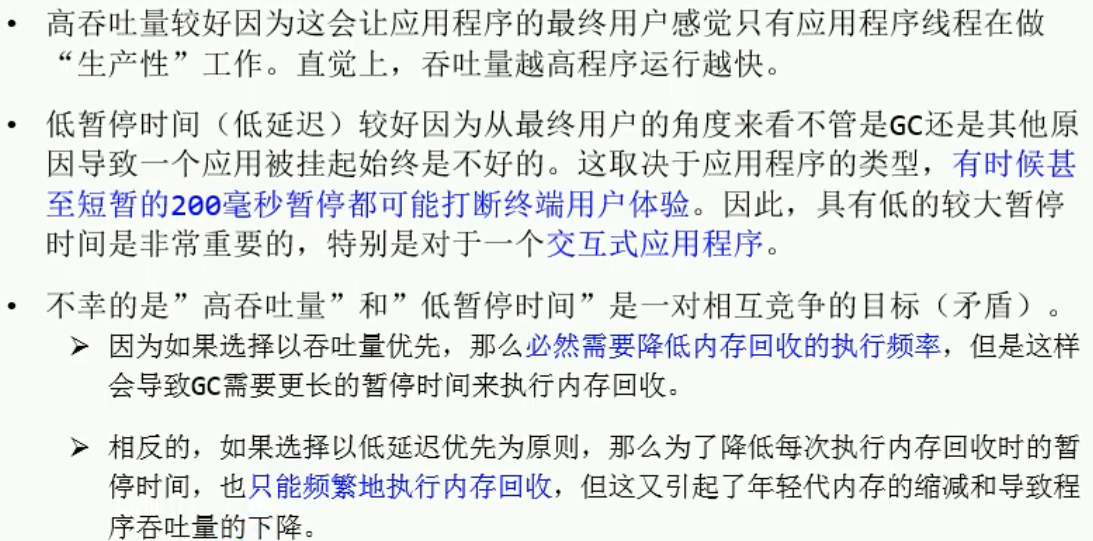 • 高吞吐量较好因为这会让应用程序的最终用户感觉只有应用程序线程在做
“生产性”工作。直觉上，吞吐量越高程序运行越快。
• 低暂停时间（低延迟）较好因为从最终用户的角度来看不管是GC还是其他原
因导致一个应用被挂起始终是不好的。这取决于应用程序的类型，有时候甚
至短暂的200毫秒暂停都可能打断终端用户体验。因此，具有低的较大暂停
时间是非常重要的，特别是对于一个交互式应用程序。
• 不幸的是”高吞吐量”和”低暂停时间”是一对相互竞争的目标（矛盾）。
➢ 因为如果选择以吞吐量优先，那么必然需要降低内存回收的执行频率，但是这样
会导致GC需要更长的暂停时间来执行内存回收。
➢ 相反的，如果选择以低延迟优先为原则，那么为了降低每次执行内存回收时的暂
停时间，也只能频繁地执行内存回收，但这又引起了年轻代内存的缩减和导致程
序吞吐量的下降。